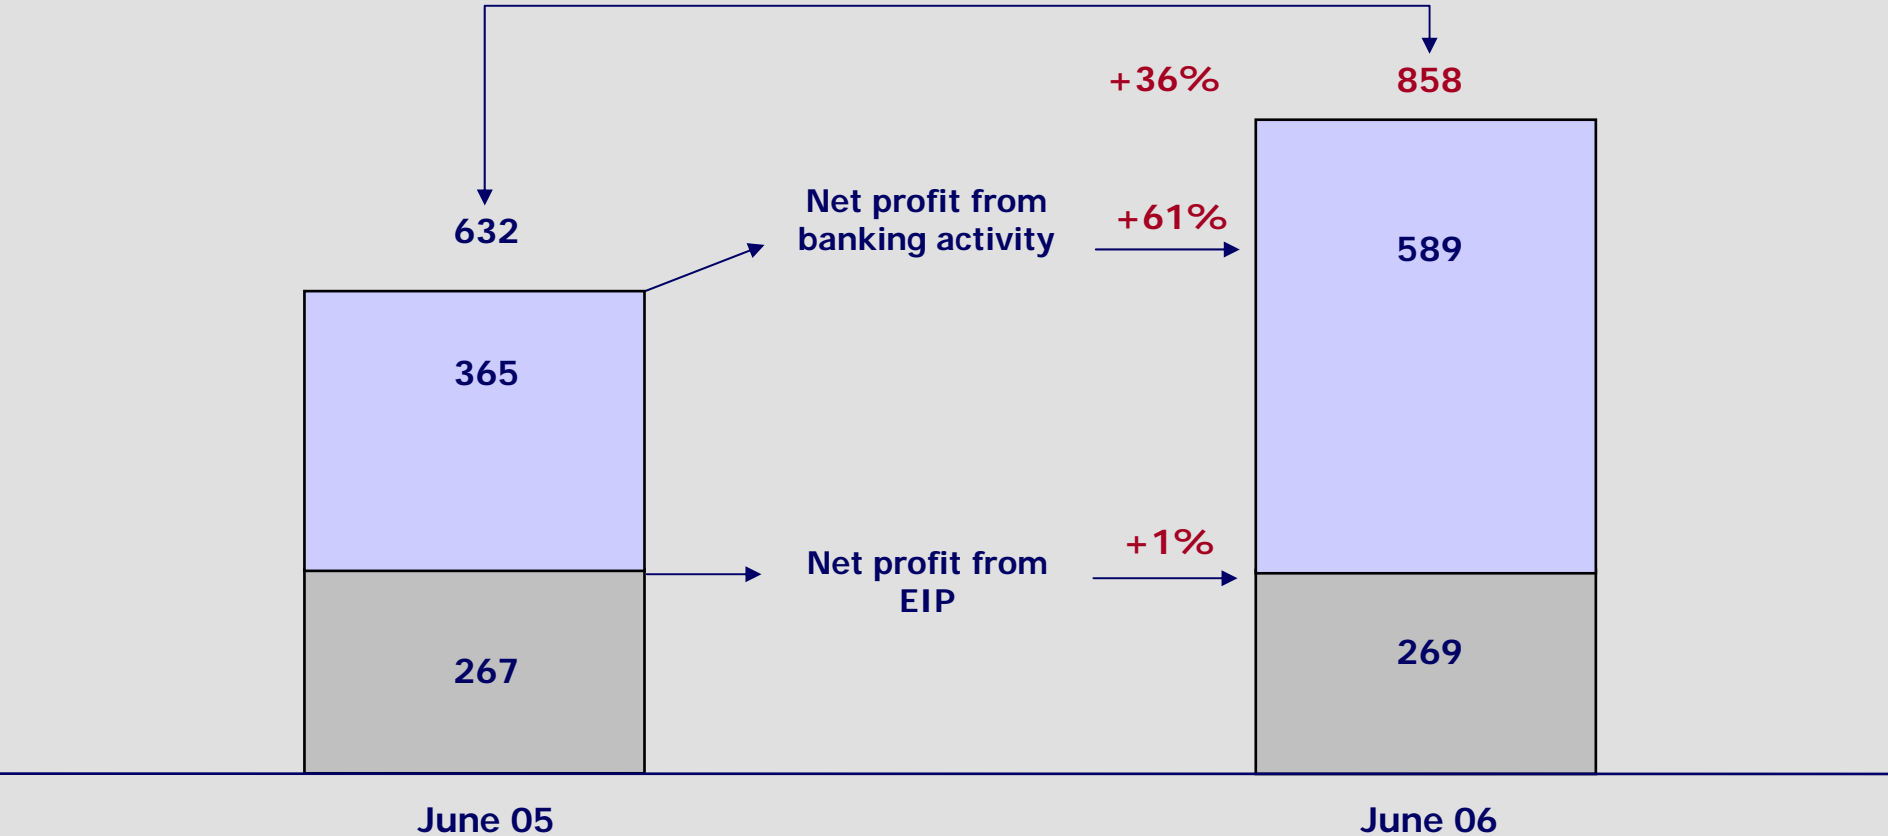 +36%
858
632
Net profit from
banking activity
+61%
589
365
Net profit from
EIP
+1%
267
269
June 05
June 06